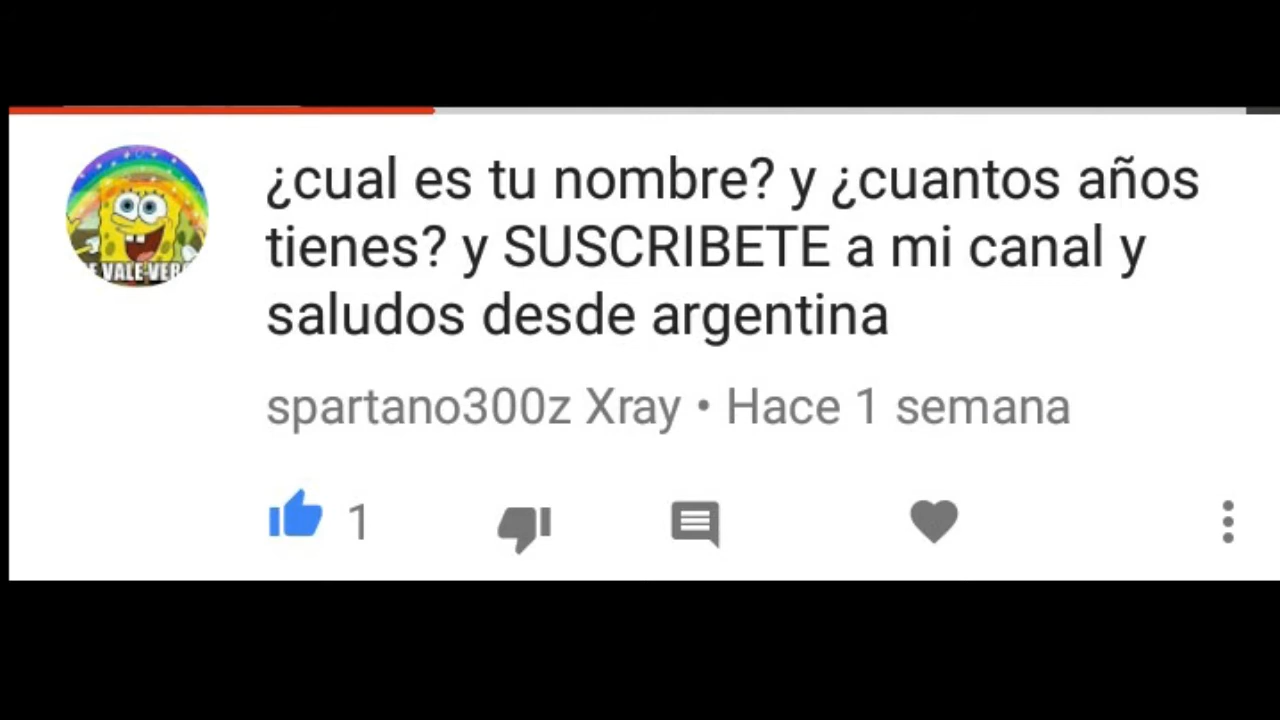 ¿cual es tu nombre? y ¿cuantos años
tienes? y SUSCRIBETE a mi canal y
saludos desde argentina
VALE
spartano300z Xray • Hace 1 semana
1